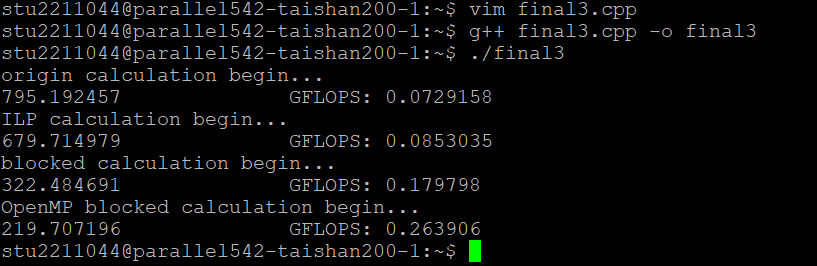 stu2211044@parallel542-taishan200-1:~$ vim final3.cpp
stu2211044@parallel542-taishan200-1:~$ g++ final3.cpp -o final3
stu2211044@parallel542-taishan200-1:~$ ./final3
origin calculation begin...
795.192457              GFLOPS: 0.0729158
ILP calculation begin...
679.714979              GFLOPS: 0.0853035
blocked calculation begin...
322.484691              GFLOPS: 0.179798
OpenMP blocked calculation begin...
219.707196              GFLOPS: 0.263906
stu2211044@parallel542-taishan200-1:~$